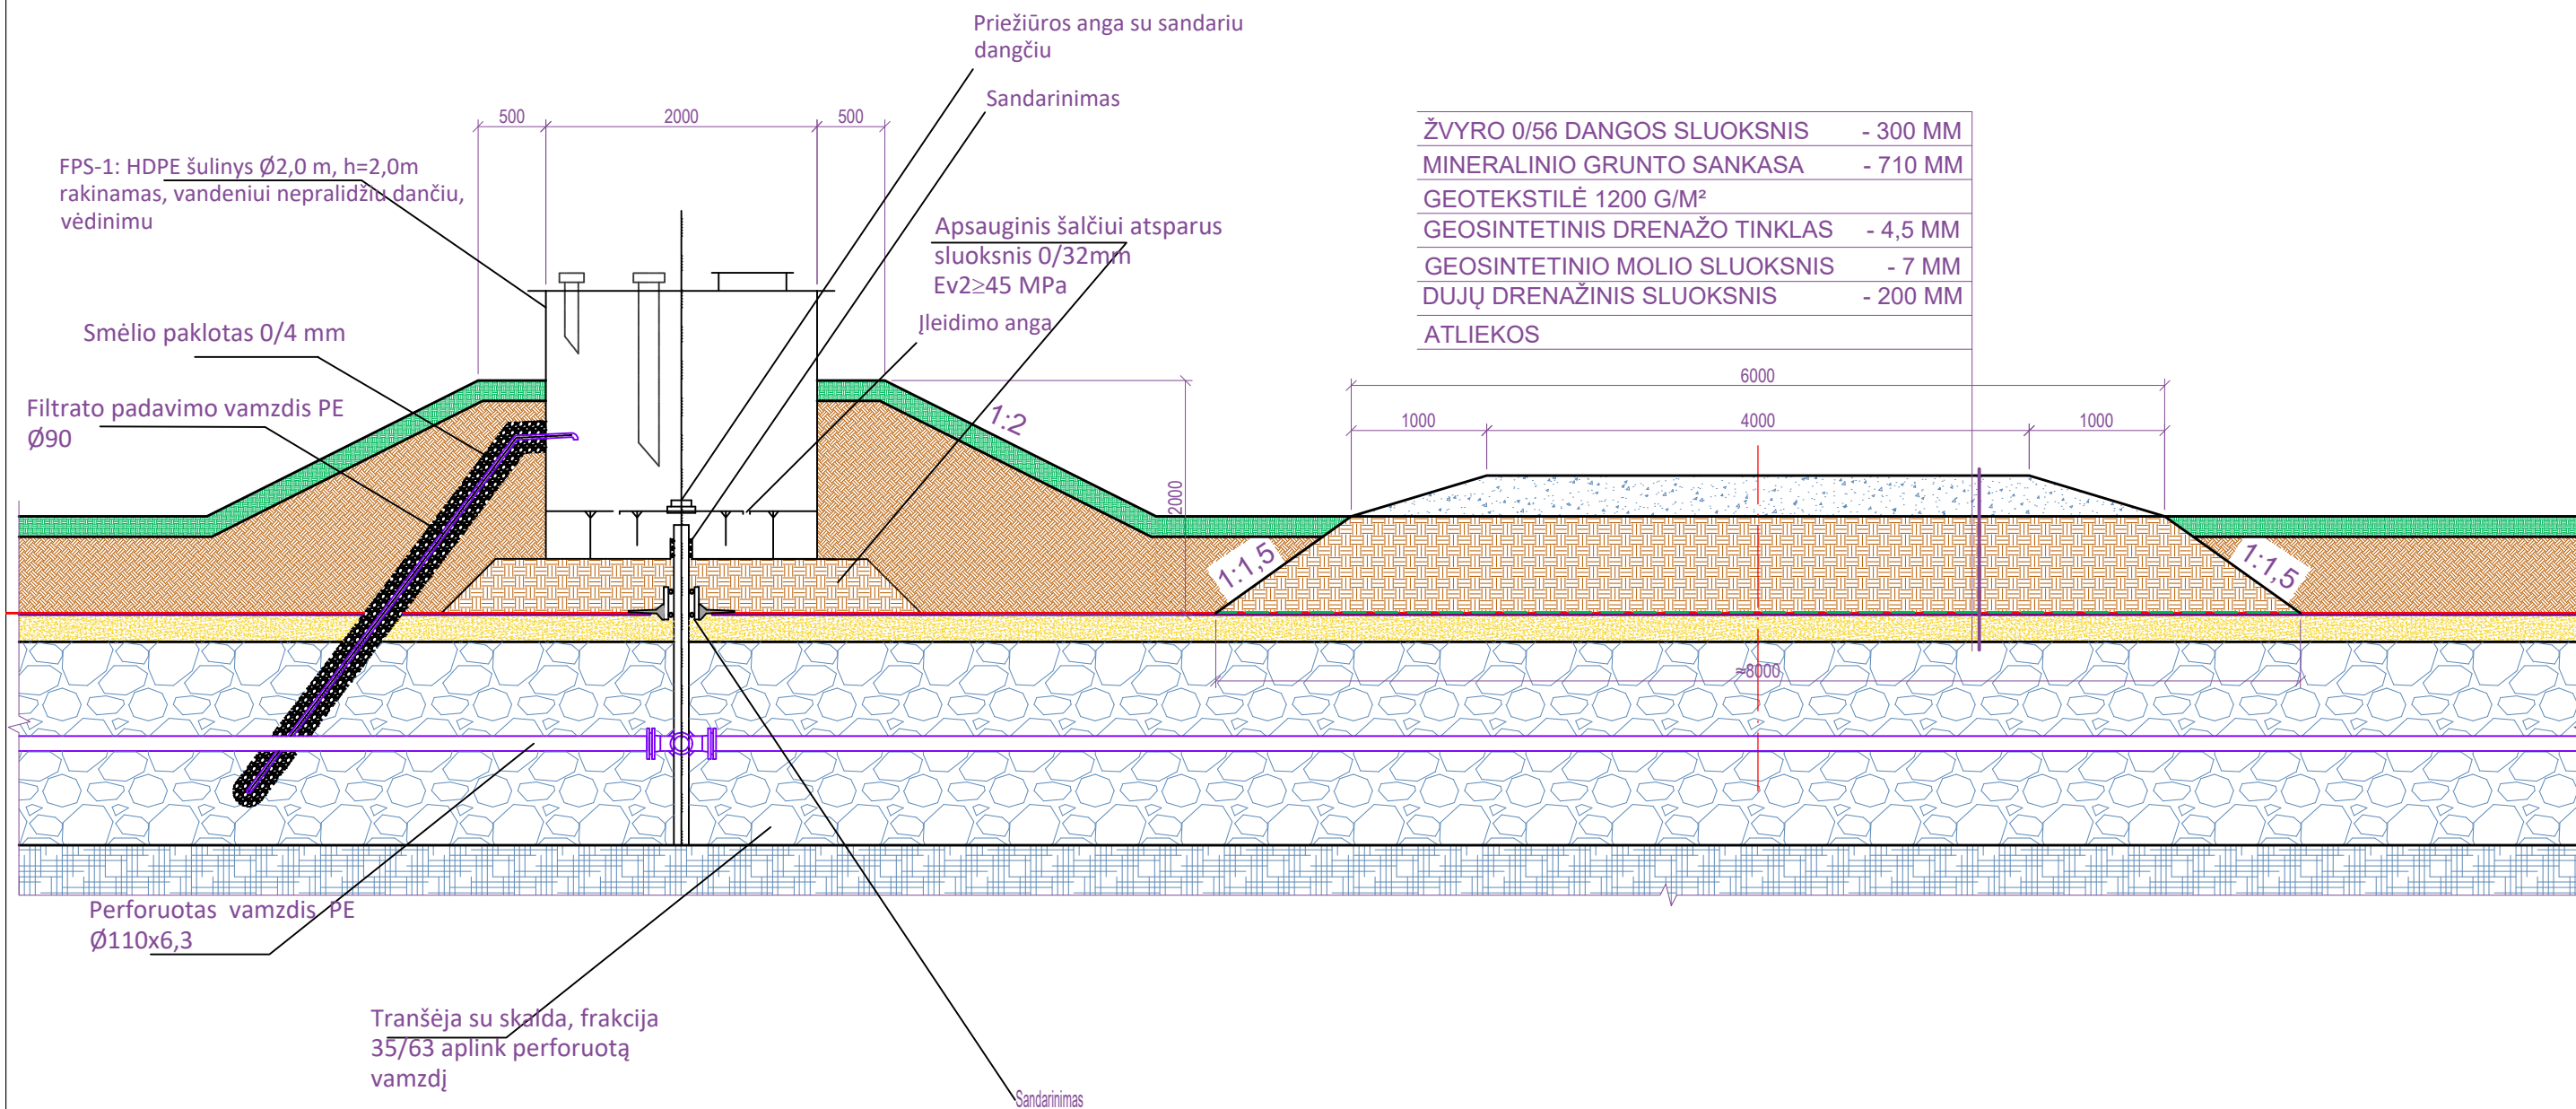 Priežiūros anga su sandariu
dangčiu
Sandarinimas
500
2000
500
FPS-1: HDPE šulinys Ø2,0 m, h=2,0m
rakinamas, vandeniui nepralidžiu dančiu,
vėdinimu
Apsauginis šalčiui atsparus
sluoksnis 0/32mm
Ev2≥45 MPa
Įleidimo anga
Smėlio paklotas 0/4 mm
Filtrato padavimo vamzdis PE
Ø90
ŽVYRO 0/56 DANGOS SLUOKSNIS - 300 MM
MINERALINIO GRUNTO SANKASA - 710 MM
GEOTEKSTILĖ 1200 G/M²
GEOSINTETINIS DRENAŽO TINKLAS - 4,5 MM
GEOSINTETINIO MOLIO SLUOKSNIS - 7 MM
DUJŲ DRENAŽINIS SLUOKSNIS - 200 MM
ATLIEKOS
6000
1000
4000
1000
1:2
2000
1:1,5
1:1,5
≈8000
Perforuotas vamzdis PE
Ø110x6,3
Tranšėja su skalda, frakcija
35/63 aplink perforuotą
vamzdį
Sandarinimas